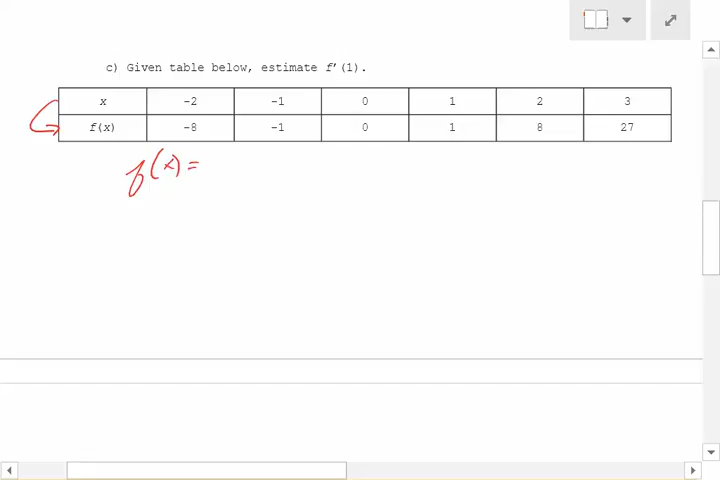 c) Given table below, estimate f'(1).
x -2 -1 0 1 2 3
f(x) -8 -1 0 1 8 27
f(x)=